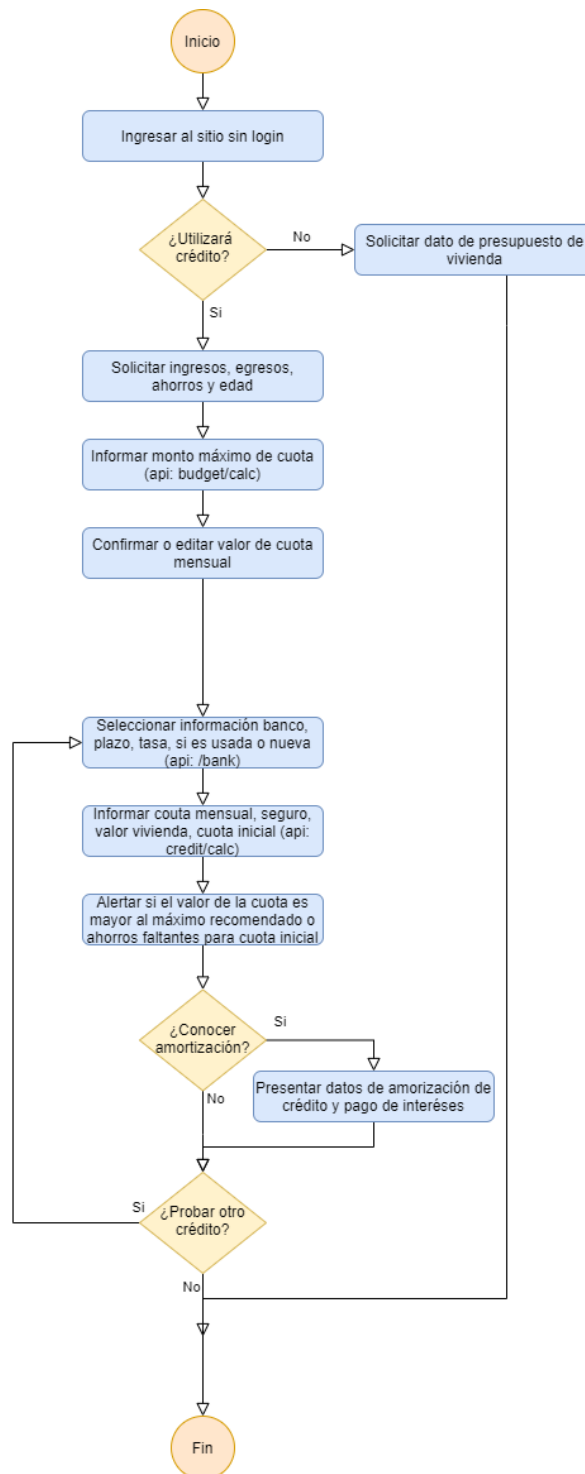 Inicio
Ingresar al sitio sin login
¿Utilizará
crédito?
No
Solicitar dato de presupuesto de
vivienda
Si
Solicitar ingresos, egresos,
ahorros y edad
Informar monto máximo de cuota
(api: budget/calc)
Confirmar o editar valor de cuota
mensual
Seleccionar información banco,
plazo, tasa, si es usada o nueva
(api: /bank)
Informar couta mensual, seguro,
valor vivienda, cuota inicial (api:
credit/calc)
Alertar si el valor de la cuota es
mayor al máximo recomendado o
ahorros faltantes para cuota inicial
¿Conocer
amortización?
Si
Presentar datos de amorización de
crédito y pago de interéses
No
Si
¿Probar otro
crédito?
No
Fin